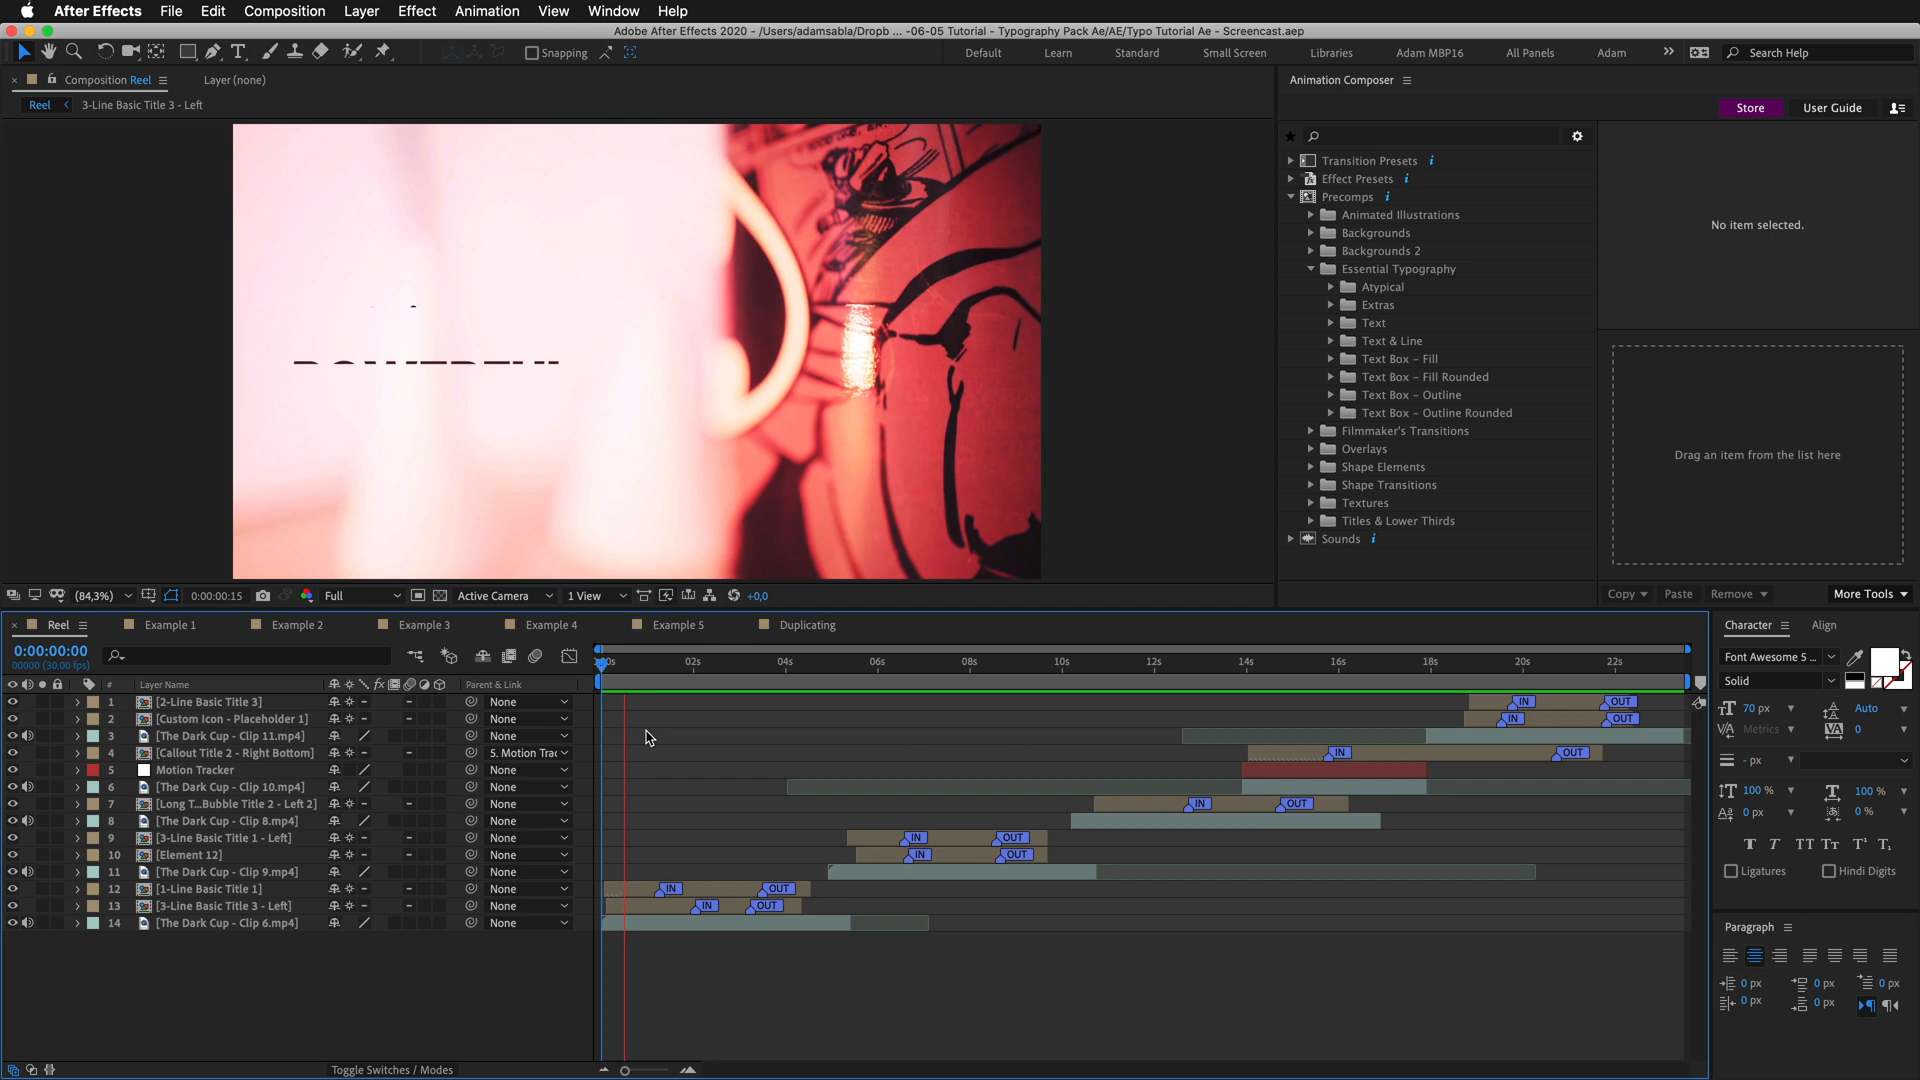 After Effects File Edit Composition Layer Effect Animation View Window Help
Adobe After Effects 2020 - /Users/adamsabla/Dropb ... -06-05 Tutorial - Typography Pack Ae/AE/Typo Tutorial Ae - Screencast.aep
Snapping Default Learn Standard Small Screen Libraries Adam MBP16 All Panels Adam Search Help
Composition Reel Layer (none) Animation Composer
Reel 3-Line Basic Title 3 - Left Store User Guide
Transition Presets
Effect Presets
Precomps
Animated Illustrations
Backgrounds
Backgrounds 2
Essential Typography
Atypical
Extras
Text
Text & Line
Text Box – Fill
Text Box – Fill Rounded
Text Box – Outline
Text Box – Outline Rounded
Filmmaker's Transitions
Overlays
Shape Elements
Shape Transitions
Textures
Titles & Lower Thirds
Sounds
No item selected.
Drag an item from the list here
(84,3%) 0:00:00:15 Full Active Camera 1 View +0,0 Copy Paste Remove More Tools
Reel Example 1 Example 2 Example 3 Example 4 Example 5 Duplicating
0:00:00:00
00000 (30.00 fps)
02s 04s 06s 08s 10s 12s 14s 16s 18s 20s 22s
# Layer Name Parent & Link
1 [2-Line Basic Title 3] None IN OUT
2 [Custom Icon - Placeholder 1] None IN OUT
3 [The Dark Cup - Clip 11.mp4] None
4 [Callout Title 2 - Right Bottom] 5. Motion Trac IN OUT
5 Motion Tracker None
6 [The Dark Cup - Clip 10.mp4] None
7 [Long T...Bubble Title 2 - Left 2] None IN OUT
8 [The Dark Cup - Clip 8.mp4] None
9 [3-Line Basic Title 1 - Left] None IN OUT
10 [Element 12] None IN OUT
11 [The Dark Cup - Clip 9.mp4] None
12 [1-Line Basic Title 1] None IN OUT
13 [3-Line Basic Title 3 - Left] None IN OUT
14 [The Dark Cup - Clip 6.mp4] None
Toggle Switches / Modes
Character Align
Font Awesome 5 ...
Solid
70 px Auto
Metrics 0
- px
100 % 100 %
0 px 0 %
Ligatures Hindi Digits
Paragraph
0 px 0 px 0 px
0 px 0 px